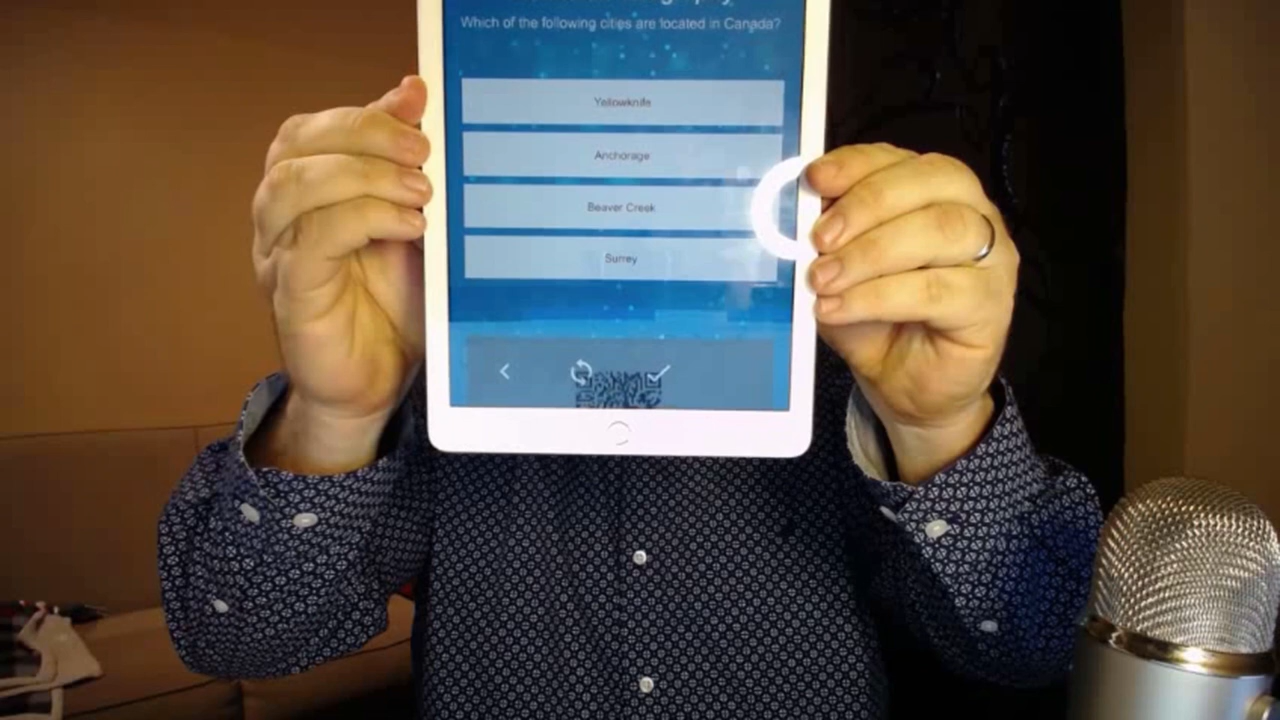 Which of the following cities are located in Canada?
Yellowknife
Anchorage
Beaver Creek
Surrey